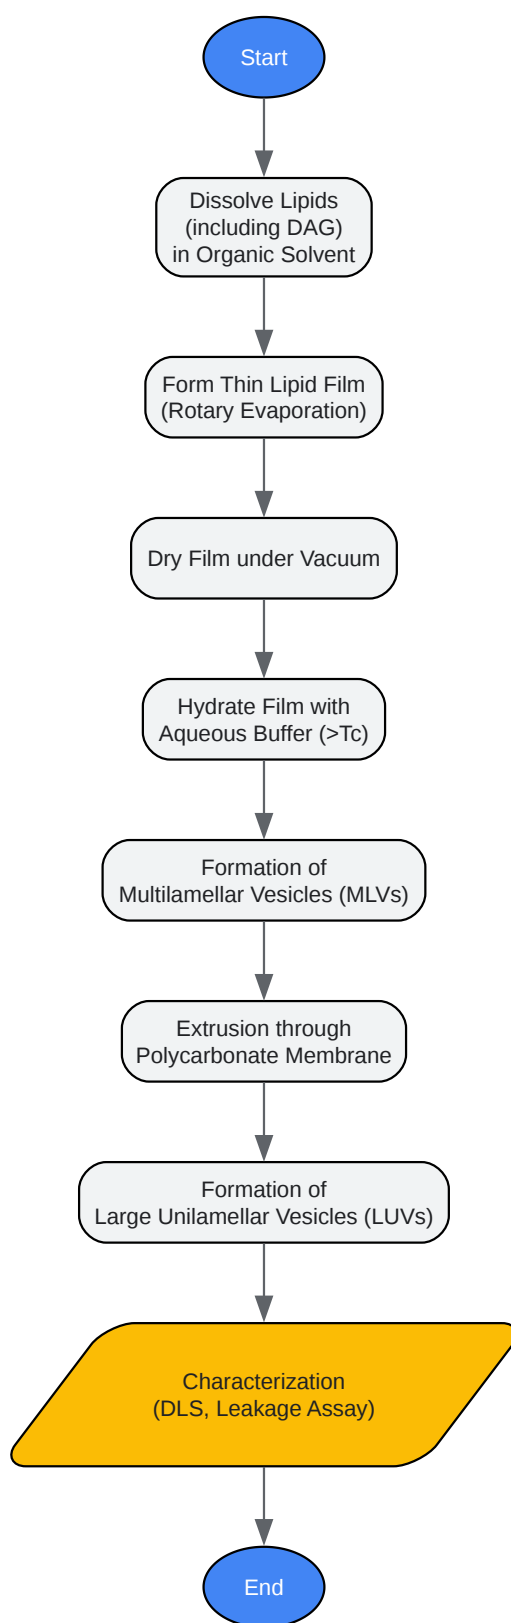 Start
Dissolve Lipids
(including DAG)
in Organic Solvent
Form Thin Lipid Film
(Rotary Evaporation)
Dry Film under Vacuum
Hydrate Film with
Aqueous Buffer (>Tc)
Formation of
Multilamellar Vesicles (MLVs)
Extrusion through
Polycarbonate Membrane
Formation of
Large Unilamellar Vesicles (LUVs)
Characterization
(DLS, Leakage Assay)
End